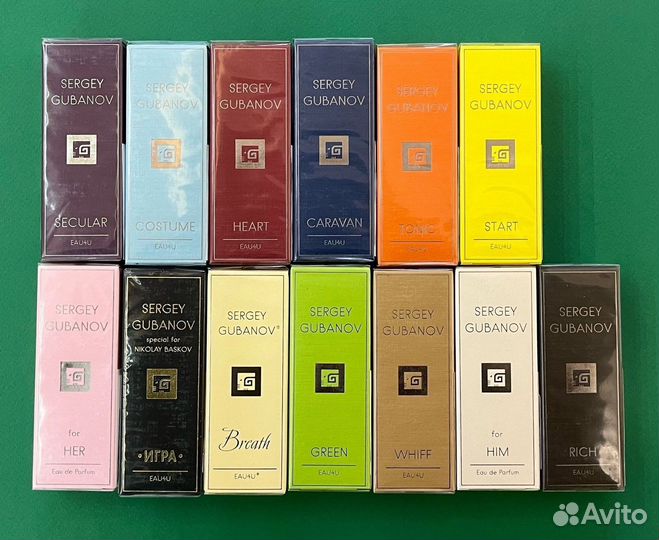 SERGEY
GUBANOV
SECULAR
EAU4U
SERGEY
GUBANOV
COSTUME
EAU4U
SERGEY
GUBANOV
HEART
EAU4U
SERGEY
GUBANOV
CARAVAN
EAU4U
SERGEY
GUBANOV
TONIC
EAU4U
SERGEY
GUBANOV
START
EAU4U
SERGEY
GUBANOV
for
HER
Eau de Parfum
SERGEY
GUBANOV
special for
NIKOLAY BASKOV
•ИГРА•
EAU4U
SERGEY
GUBANOV®
Breath
EAU4U®
SERGEY
GUBANOV
GREEN
EAU4U
SERGEY
GUBANOV
WHIFF
EAU4U
SERGEY
GUBANOV
for
HIM
Eau de Parfum
SERGEY
GUBANOV
RICH
EAU4U
Avito